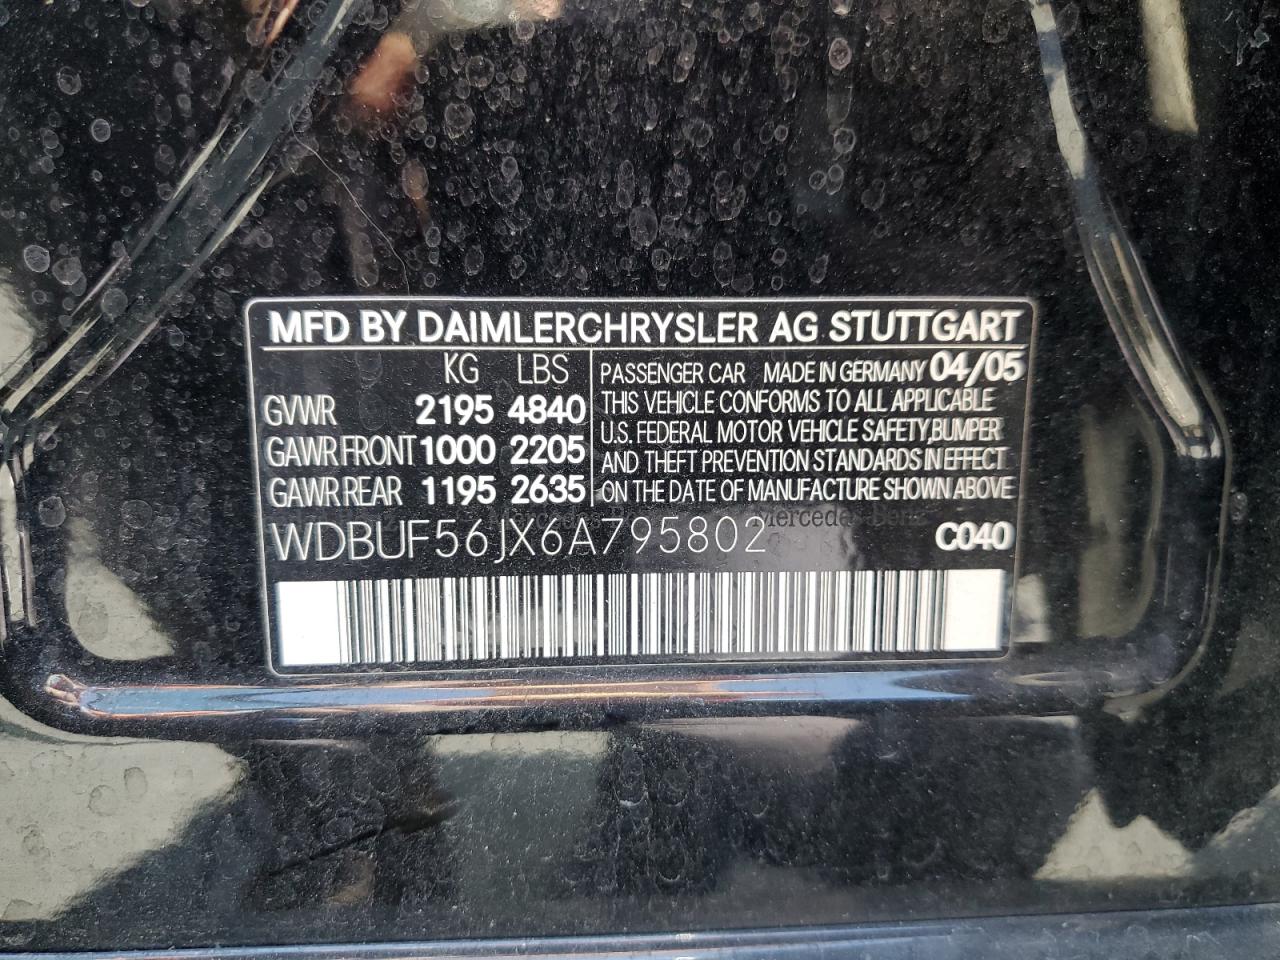 MFD BY DAIMLERCHRYSLER AG STUTTGART
KG LBS
GVWR 2195 4840
GAWR FRONT 1000 2205
GAWR REAR 1195 2635
PASSENGER CAR MADE IN GERMANY 04/05
THIS VEHICLE CONFORMS TO ALL APPLICABLE
U.S. FEDERAL MOTOR VEHICLE SAFETY,BUMPER
AND THEFT PREVENTION STANDARDS IN EFFECT
ON THE DATE OF MANUFACTURE SHOWN ABOVE
Mercedes-Benz
WDBUF56JX6A795802 C040